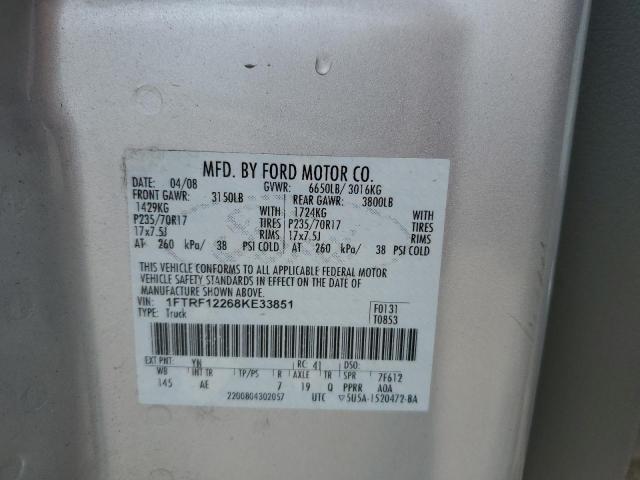 MFD. BY FORD MOTOR CO.
DATE: 04/08 GVWR: 6650LB/ 3016KG
FRONT GAWR: 3150LB REAR GAWR: 3800LB
1429KG WITH 1724KG WITH
P235/70R17 TIRES P235/70R17 TIRES
17x7.5J RIMS 17x7.5J RIMS
AT 260 kPa/ 38 PSI COLD AT 260 kPa/ 38 PSI COLD
THIS VEHICLE CONFORMS TO ALL APPLICABLE FEDERAL MOTOR
VEHICLE SAFETY STANDARDS IN EFFECT ON THE DATE OF
MANUFACTURE SHOWN ABOVE.
VIN: 1FTRF12268KE33851 F0131
TYPE: Truck T0853
EXT PNT: YN RC: 41 DSO:
WB INT TR TP/PS R AXLE TR SPR 7F612
145 AE 7 19 Q PPRR AOA
2200804302057 UTC ▽5U5A-1520472-BA